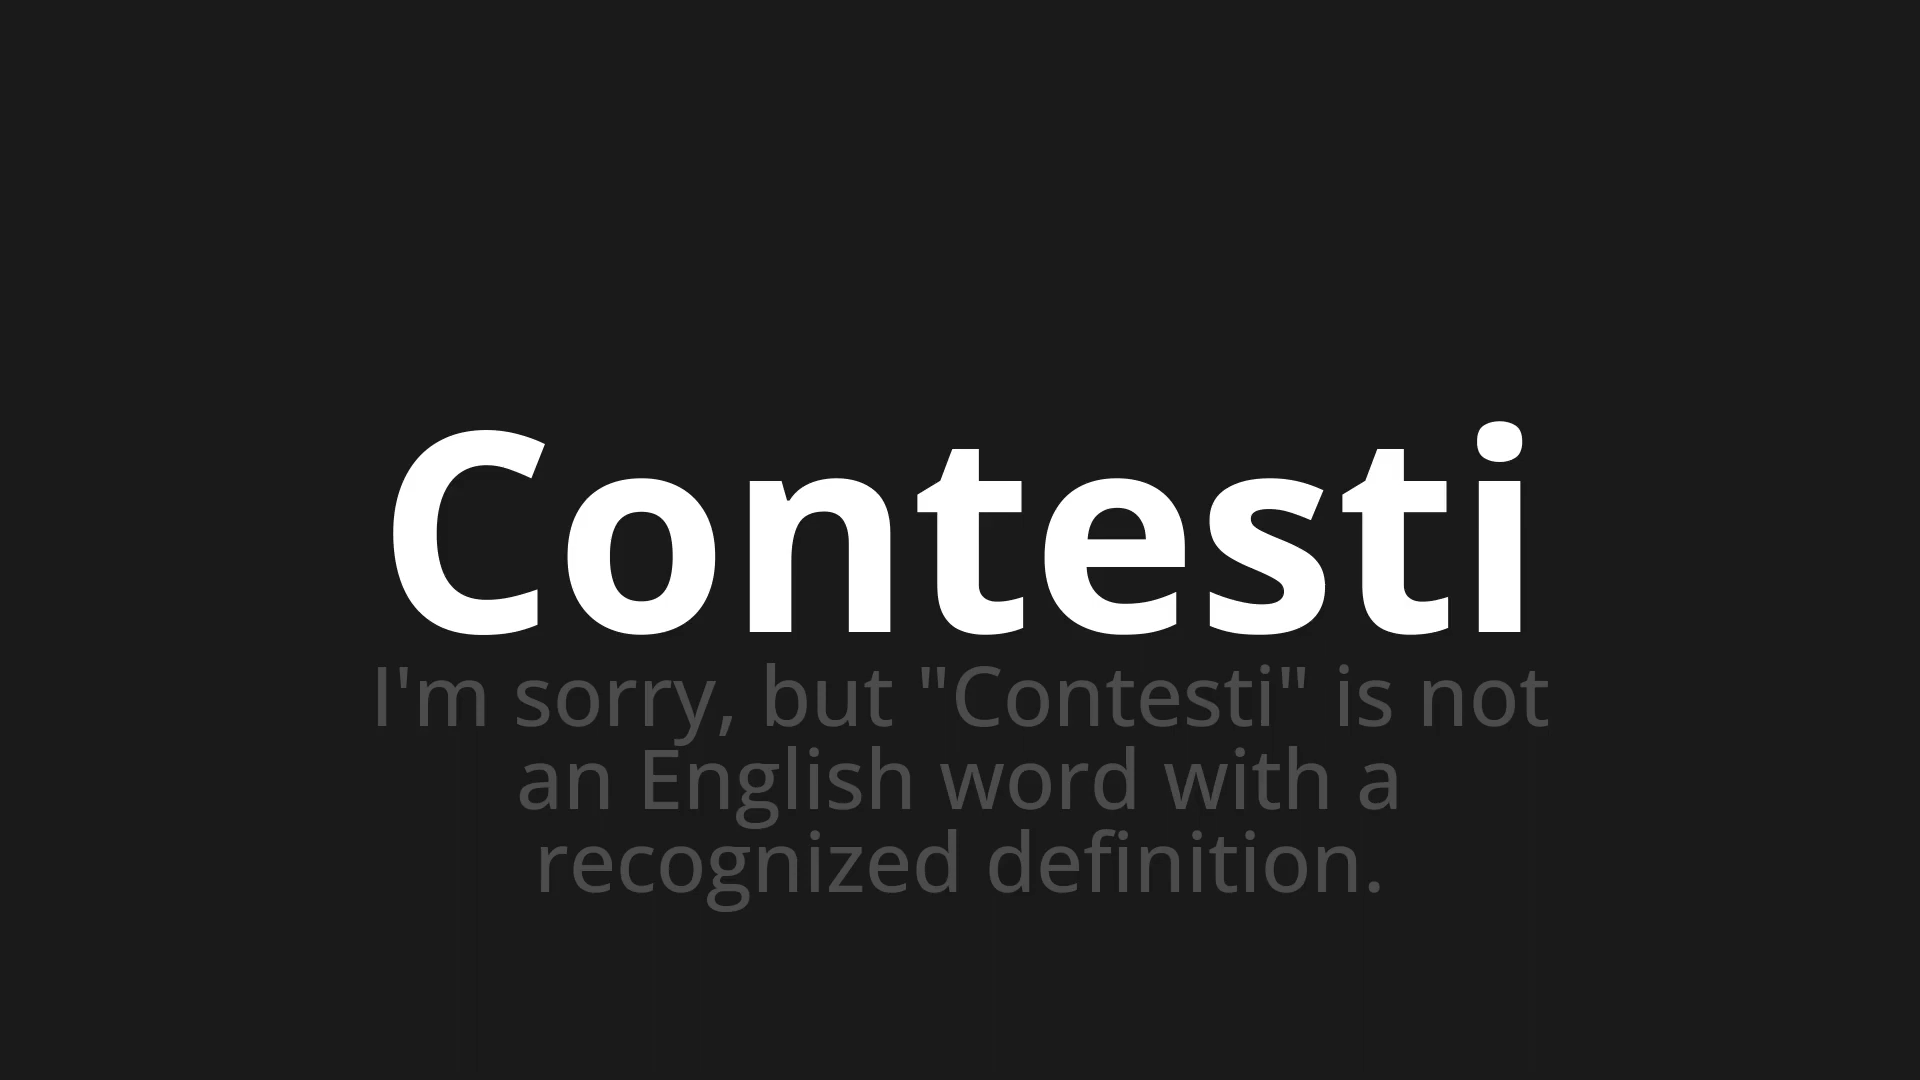 Contesti
I'm sorry, but "Contesti" is not
an English word with a
recognized definition.